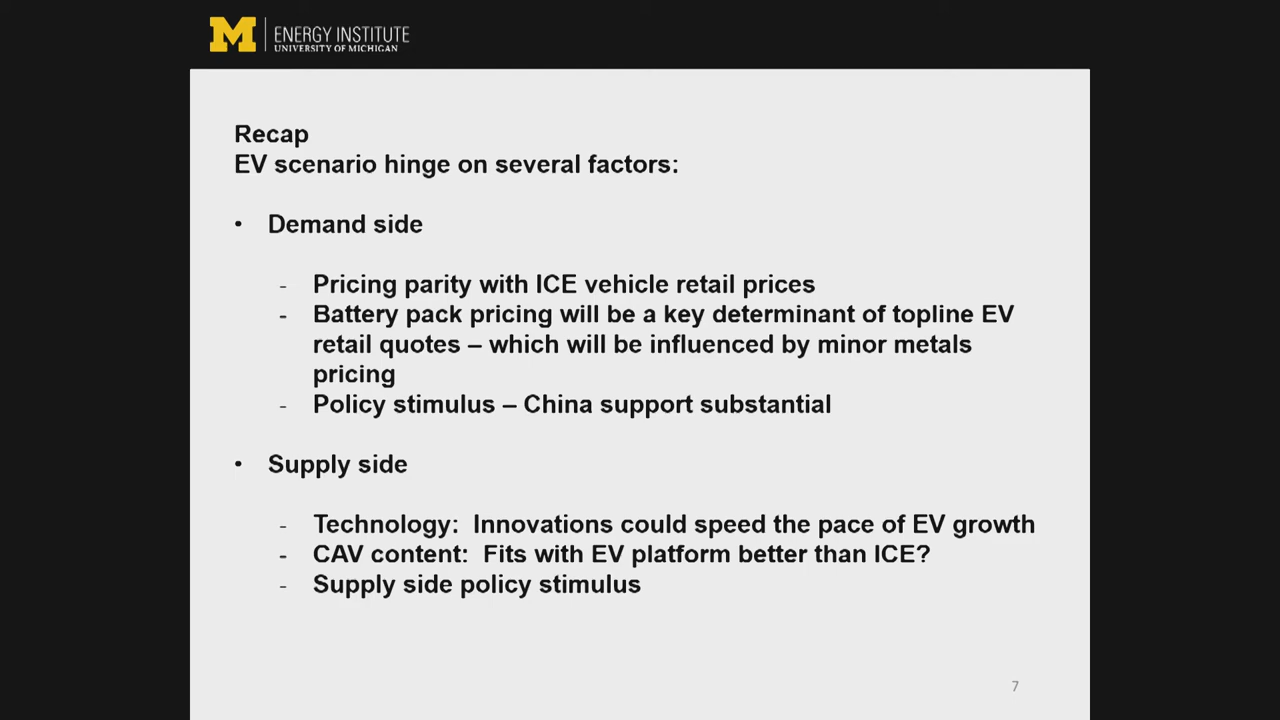 M ENERGY INSTITUTE
UNIVERSITY OF MICHIGAN
Recap
EV scenario hinge on several factors:
• Demand side
- Pricing parity with ICE vehicle retail prices
- Battery pack pricing will be a key determinant of topline EV
retail quotes – which will be influenced by minor metals
pricing
- Policy stimulus – China support substantial
• Supply side
- Technology:  Innovations could speed the pace of EV growth
- CAV content:  Fits with EV platform better than ICE?
- Supply side policy stimulus
7